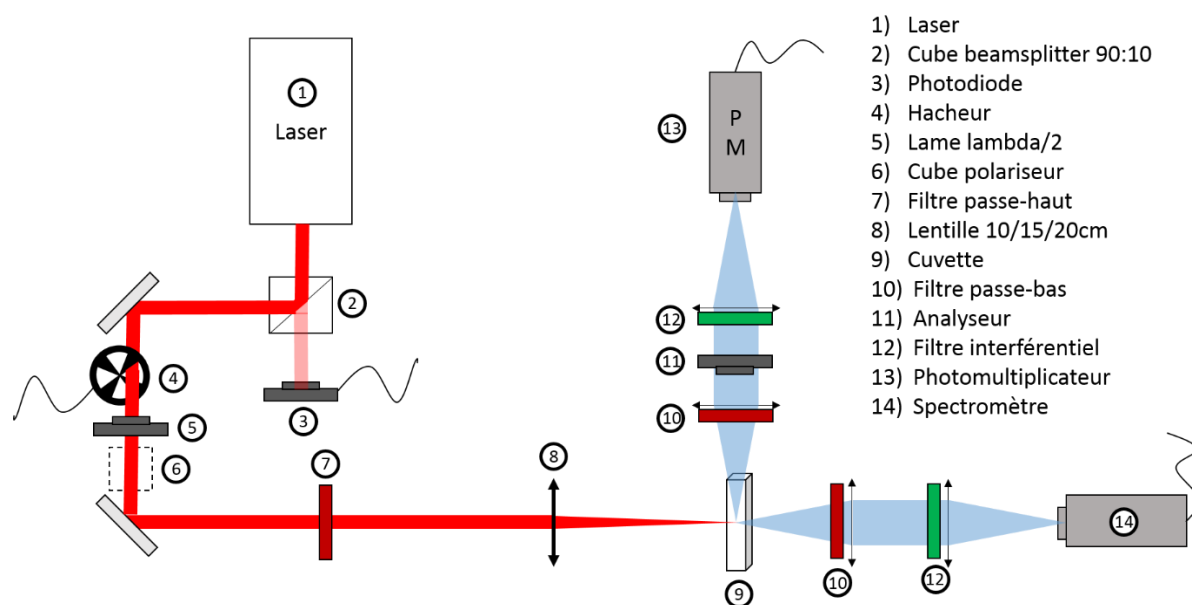 1) Laser
2) Cube beamsplitter 90:10
3) Photodiode
4) Hacheur
5) Lame lambda/2
6) Cube polariseur
7) Filtre passe-haut
8) Lentille 10/15/20cm
9) Cuvette
10) Filtre passe-bas
11) Analyseur
12) Filtre interférentiel
13) Photomultiplicateur
14) Spectromètre
1
Laser
2
3
4
5
6
7
8
9
10
12
14
10
11
12
13
P
M